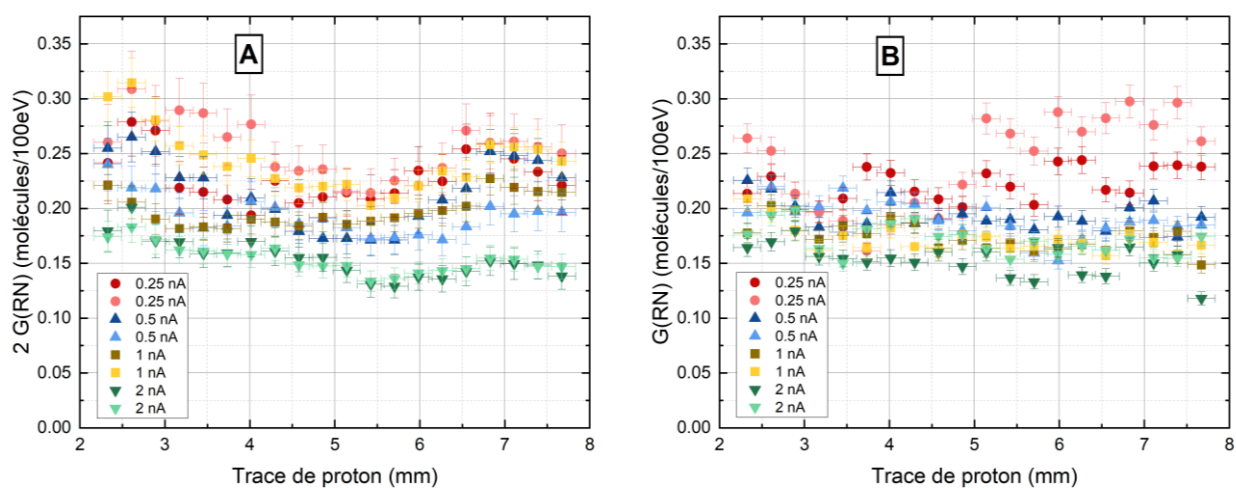 A
2 G(RN) (molécules/100eV)
0.35
0.30
0.25
0.20
0.15
0.10
0.05
0.00
0.25 nA
0.25 nA
0.5 nA
0.5 nA
1 nA
1 nA
2 nA
2 nA
2 3 4 5 6 7 8
Trace de proton (mm)
B
G(RN) (molécules/100eV)
0.35
0.30
0.25
0.20
0.15
0.10
0.05
0.00
0.25 nA
0.25 nA
0.5 nA
0.5 nA
1 nA
1 nA
2 nA
2 nA
2 3 4 5 6 7 8
Trace de proton (mm)